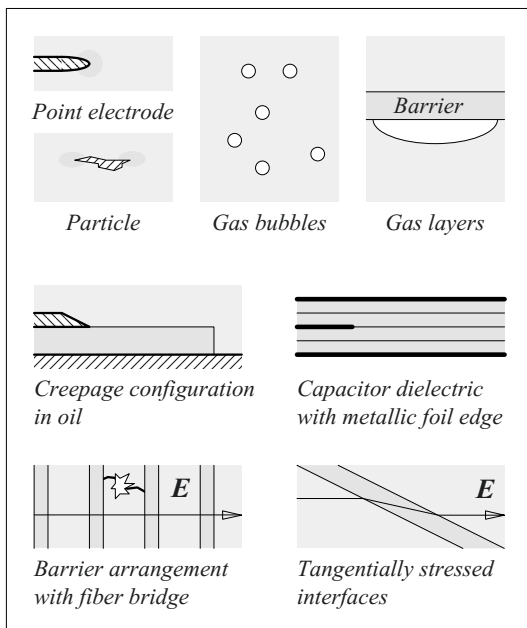 Point electrode
Particle
Gas bubbles
Barrier
Gas layers
Creepage configuration
in oil
Capacitor dielectric
with metallic foil edge
E
Barrier arrangement
with fiber bridge
E
Tangentially stressed
interfaces